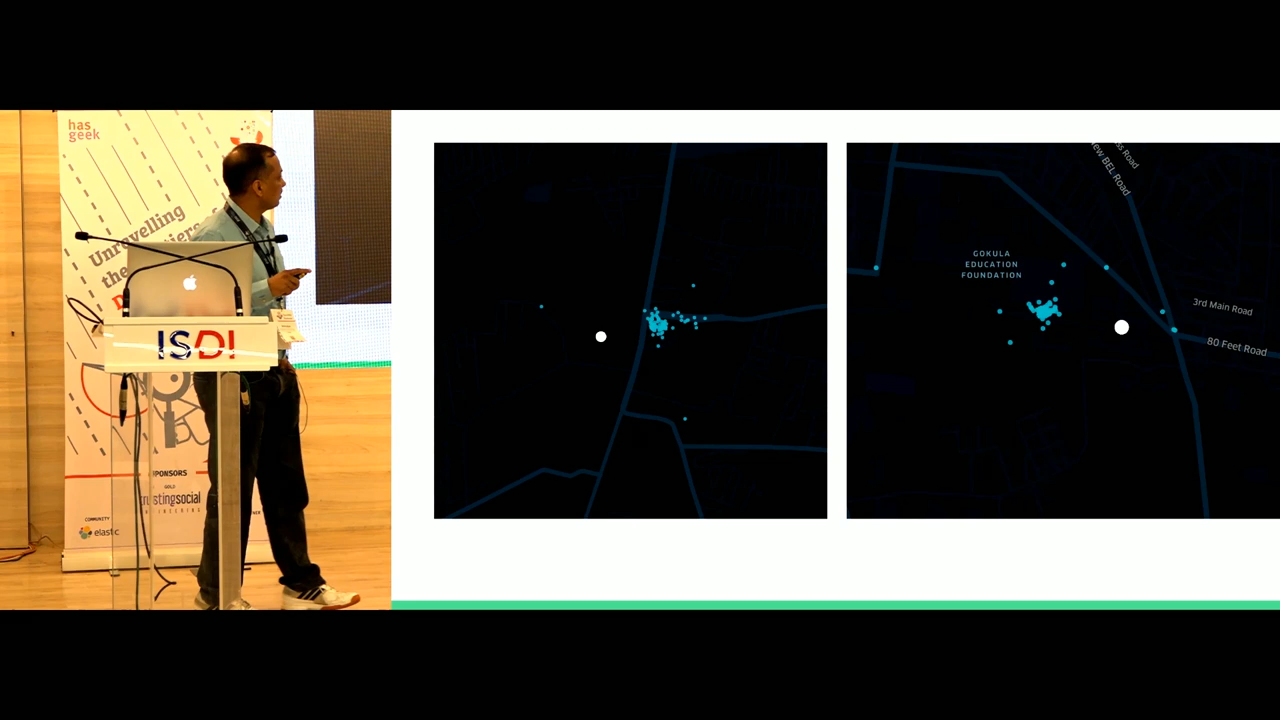 has
geek
Unravelling
the
ISDI
SPONSORS
GOLD
trustingsocial
COMMUNITY
elastic
GOKULA
EDUCATION
FOUNDATION
New BEL Road
3rd Main Road
80 Feet Road